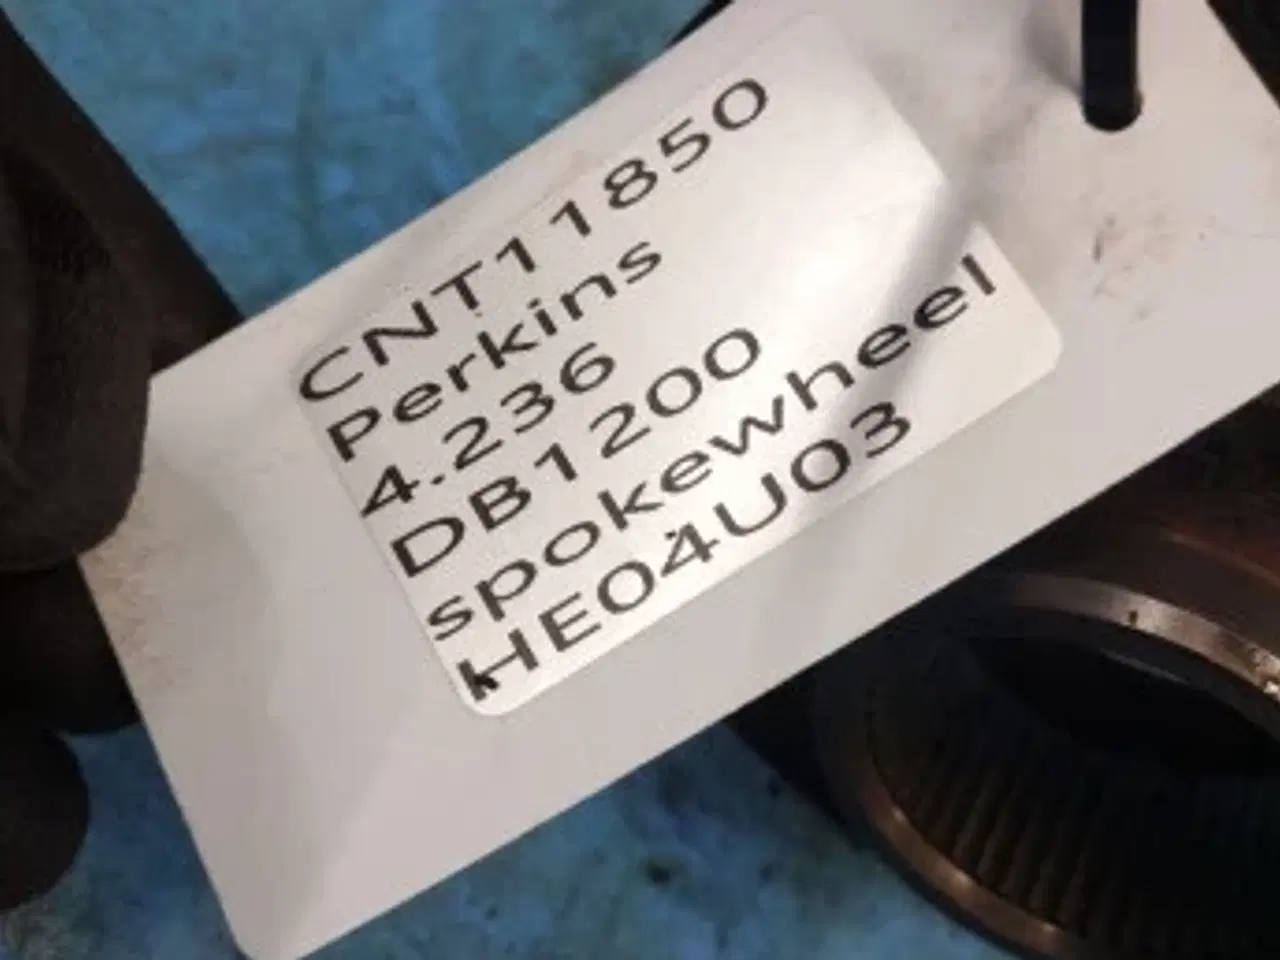 CNT11850
Perkins
4.236
DB1200
spokewheel
HE04U03